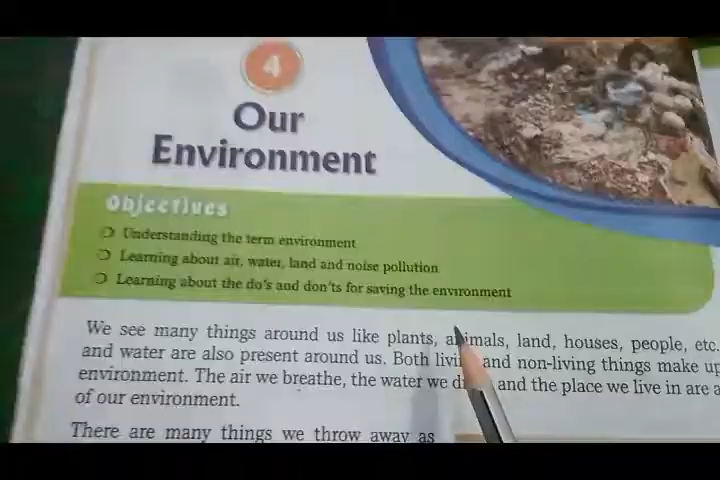 4
Our
Environment
Objectives
Understanding the term environment
Learning about air, water, land and noise pollution
Learning about the do's and don'ts for saving the environment
We see many things around us like plants, animals, land, houses, people, etc.
and water are also present around us. Both living and non-living things make up
environment. The air we breathe, the water we and the place we live in are
of our environment.
There are many things we throw away as